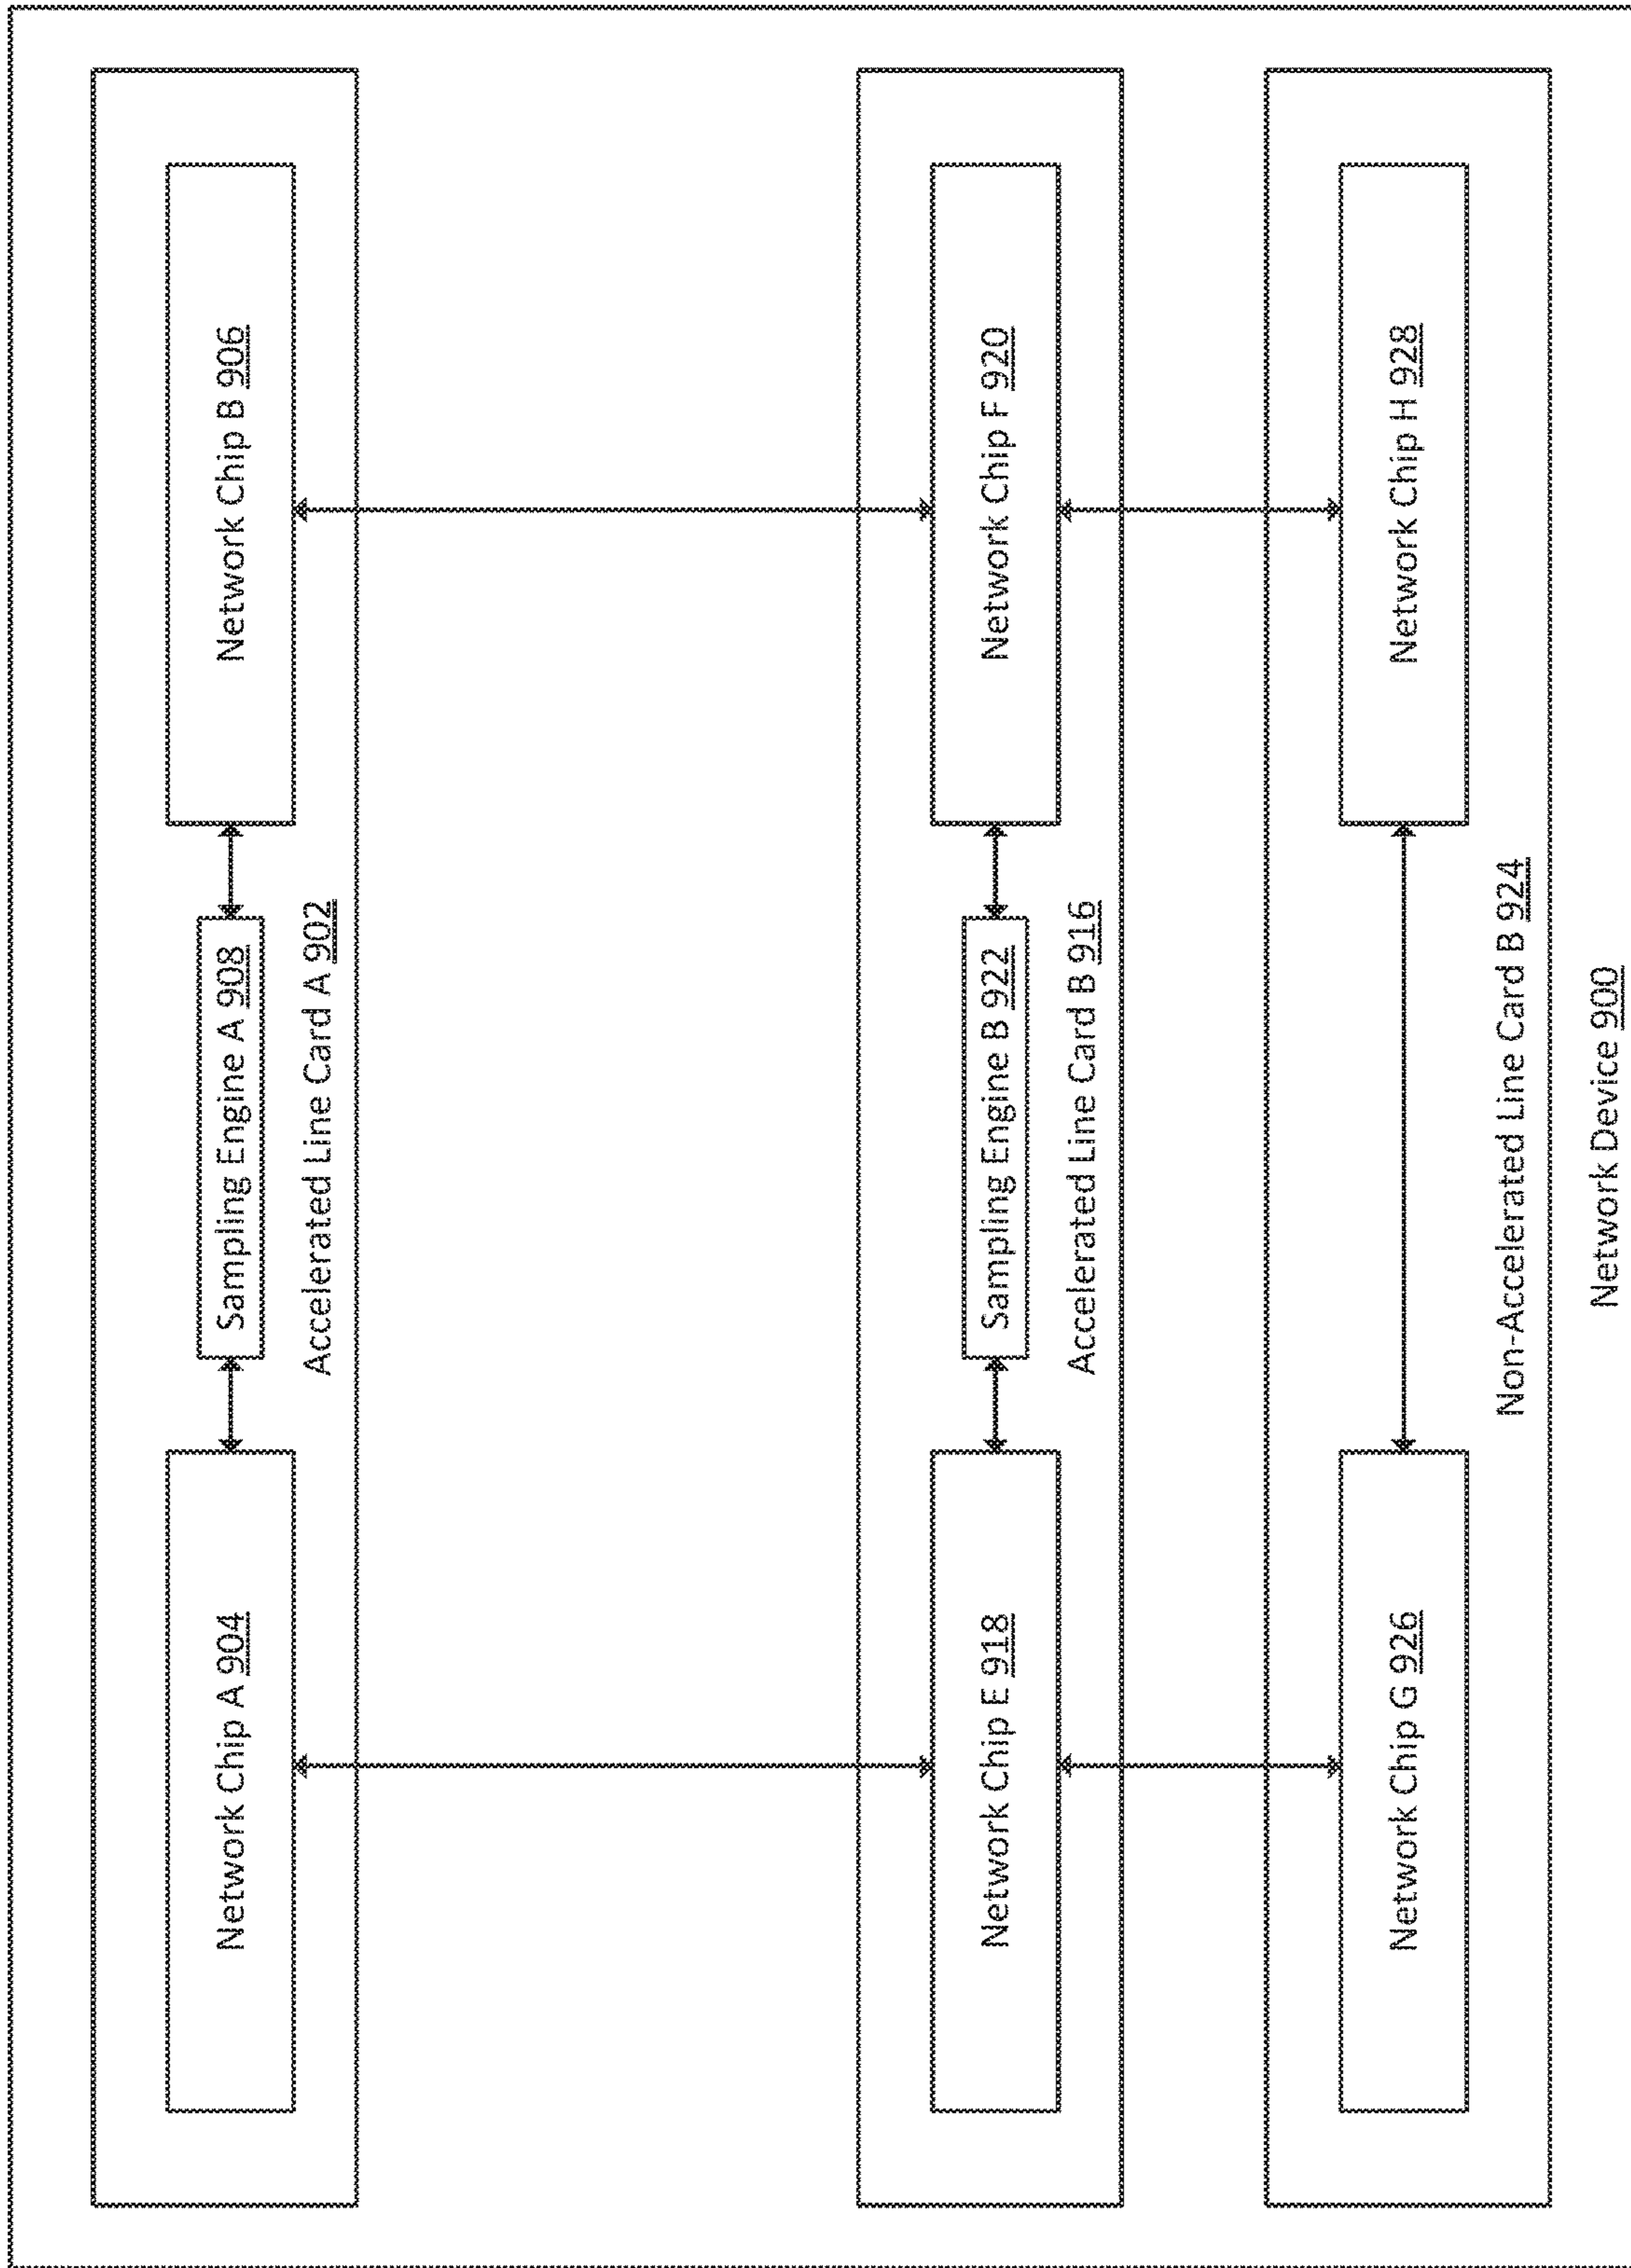 Network Chip A 904
Sampling Engine A 908
Network Chip B 906
Accelerated Line Card A 902
Network Chip E 918
Sampling Engine B 922
Network Chip F 920
Accelerated Line Card B 916
Network Chip G 926
Network Chip H 928
Non-Accelerated Line Card B 924
Network Device 900